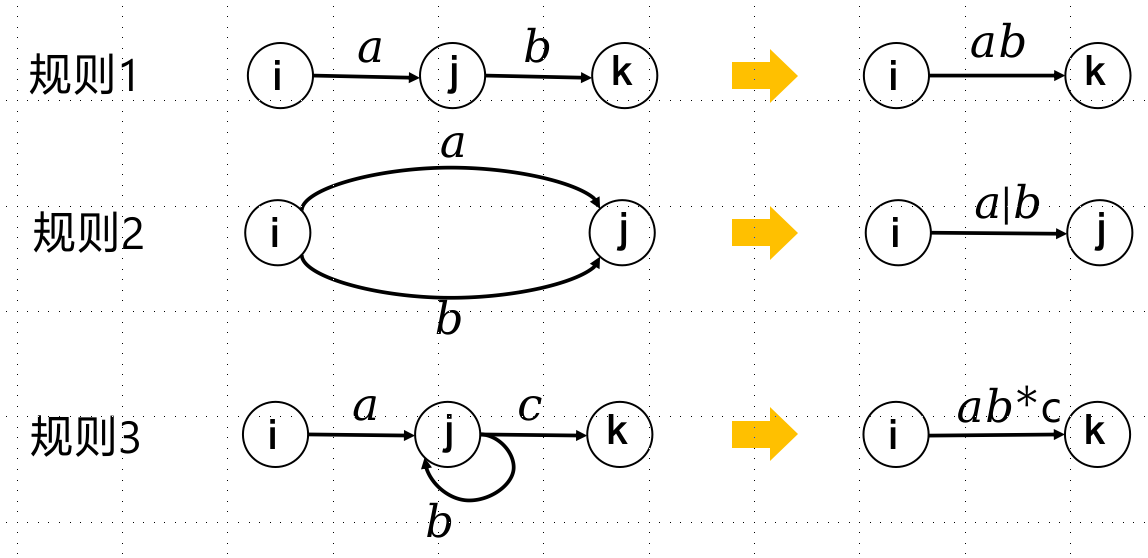 规则1 i a j b k ab i k
规则2 i a b j a|b i j
规则3 i a j b c k ab*c i k